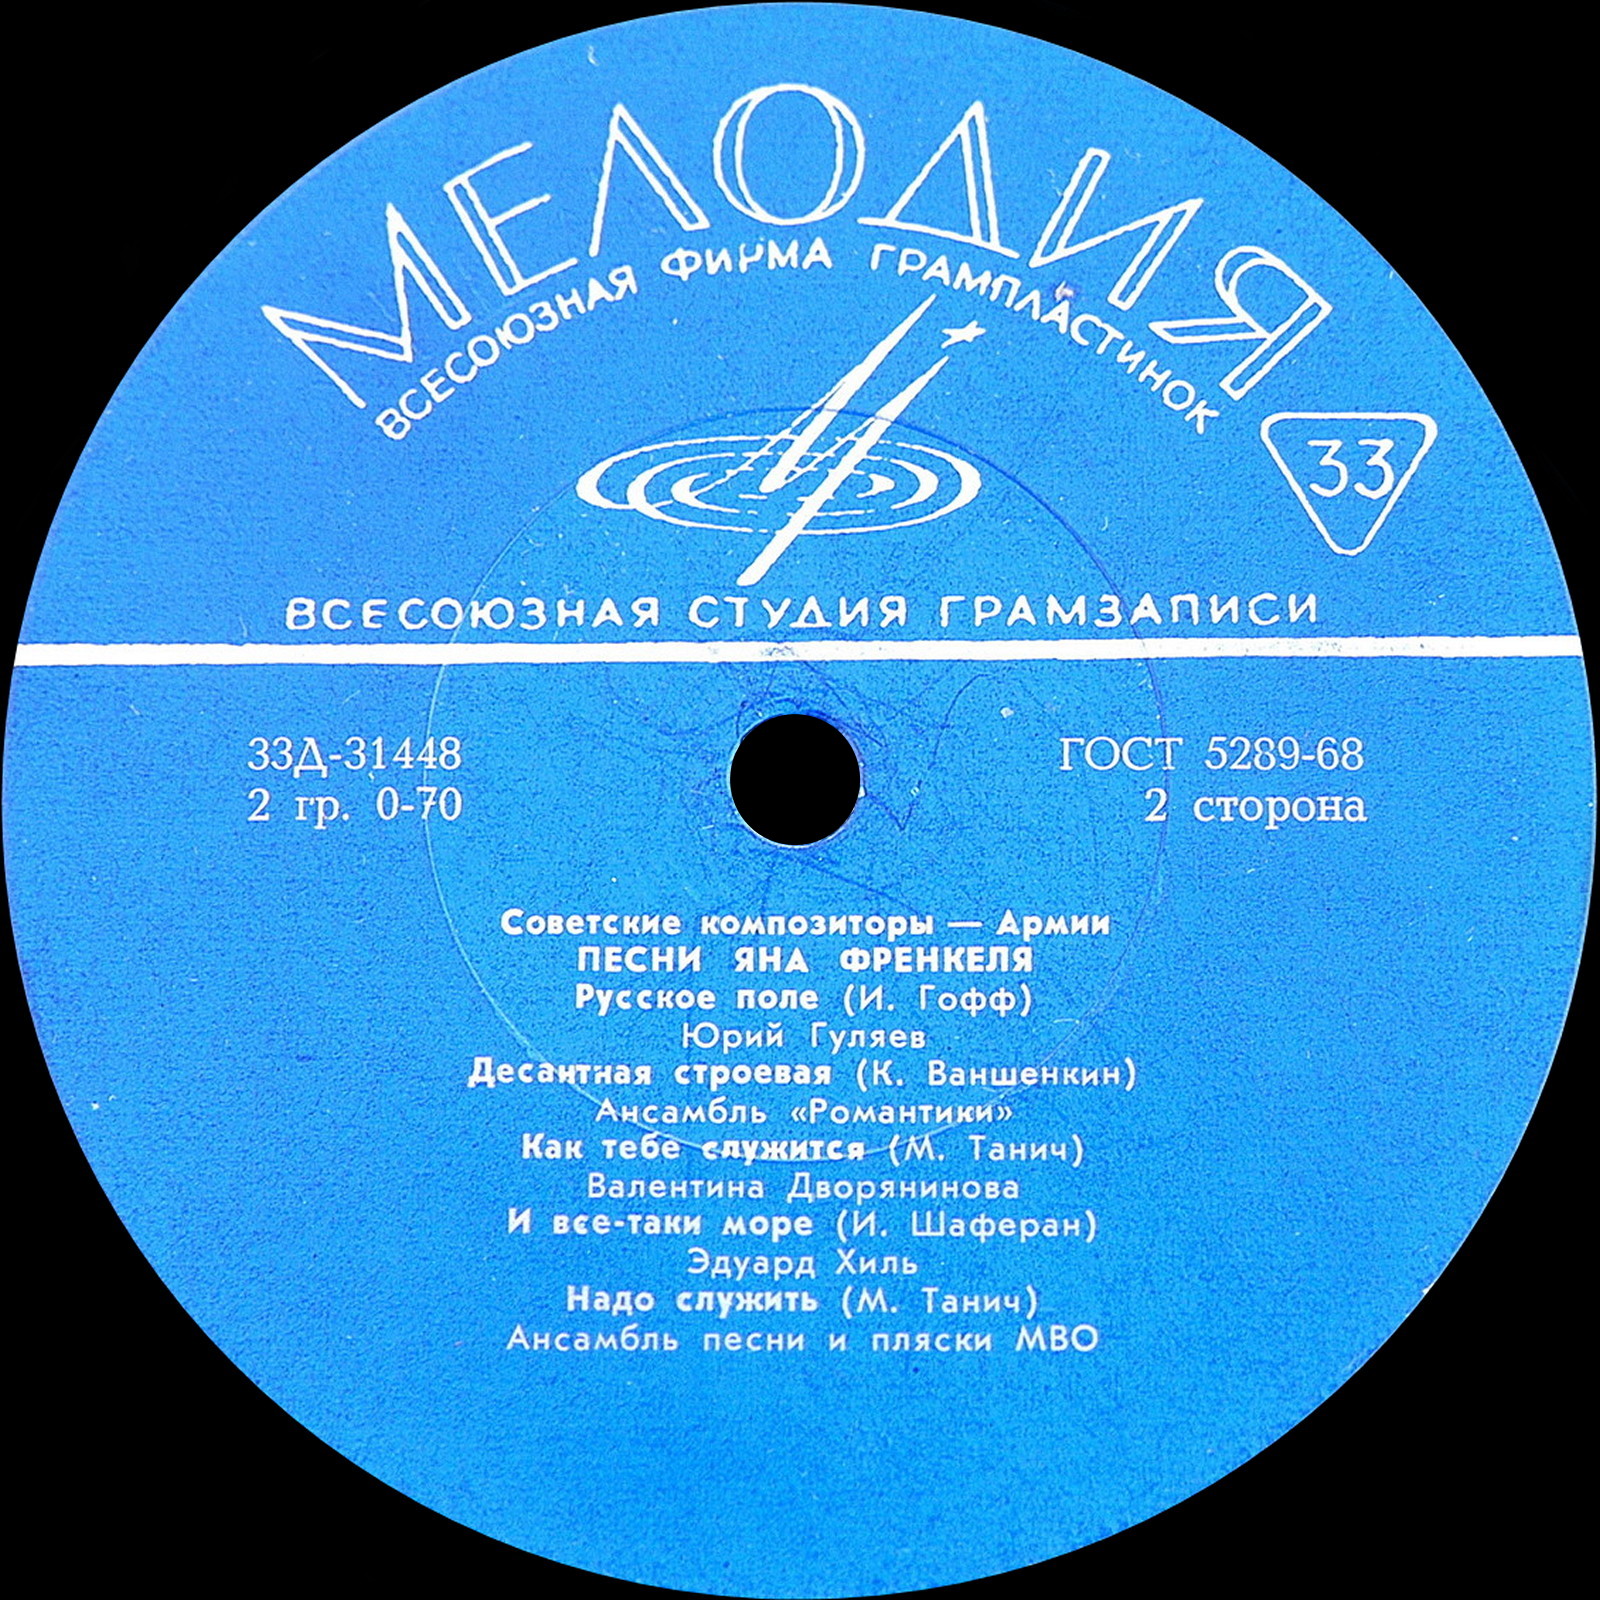 МЕЛОДИЯ
ВСЕСОЮЗНАЯ ФИРМА ГРАМПЛАСТИНОК
33
ВСЕСОЮЗНАЯ СТУДИЯ ГРАМЗАПИСИ
33Д-31448
2 гр. 0-70
ГОСТ 5289-68
2 сторона
Советские композиторы — Армии
ПЕСНИ ЯНА ФРЕНКЕЛЯ
Русское поле (И. Гофф)
Юрий Гуляев
Десантная строевая (К. Ваншенкин)
Ансамбль «Романтики»
Как тебе служится (М. Танич)
Валентина Дворянинова
И все-таки море (И. Шаферан)
Эдуард Хиль
Надо служить (М. Танич)
Ансамбль песни и пляски МВО